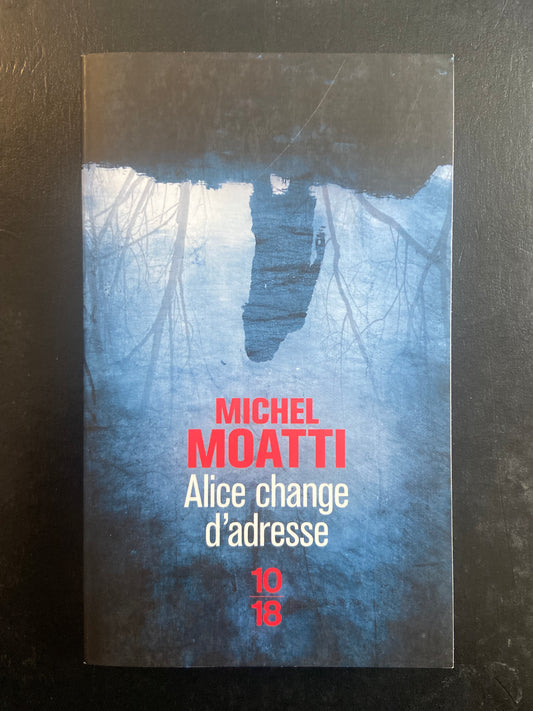 MICHEL
MOATTI
Alice change
d'adresse
10
18